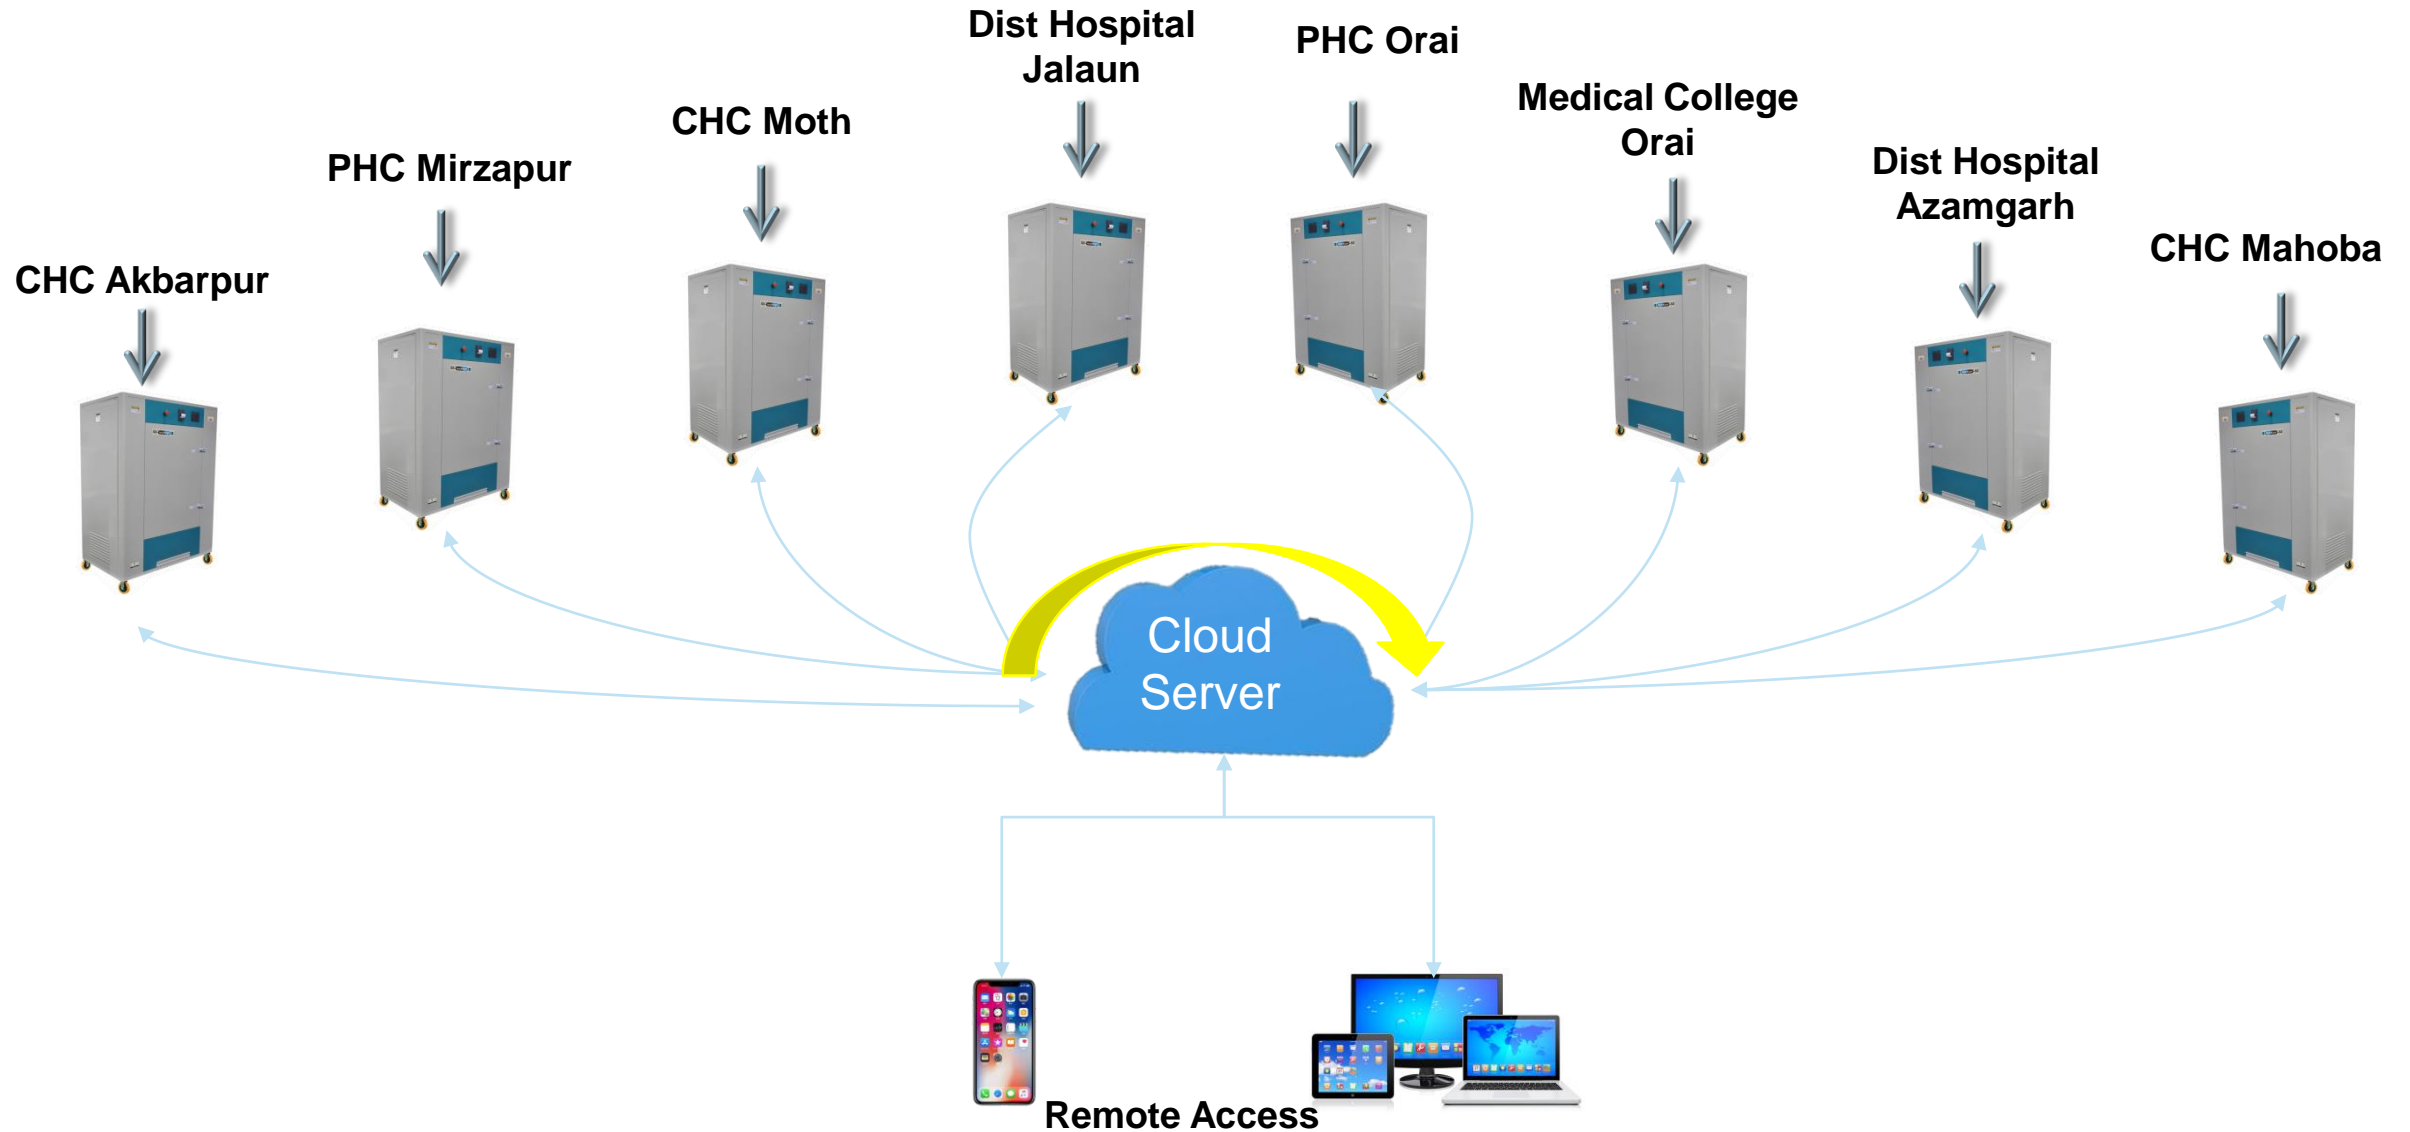 Dist Hospital
Jalaun
PHC Orai
Medical College
Orai
CHC Moth
PHC Mirzapur
Dist Hospital
Azamgarh
CHC Mahoba
CHC Akbarpur
Cloud
Server
Remote Access